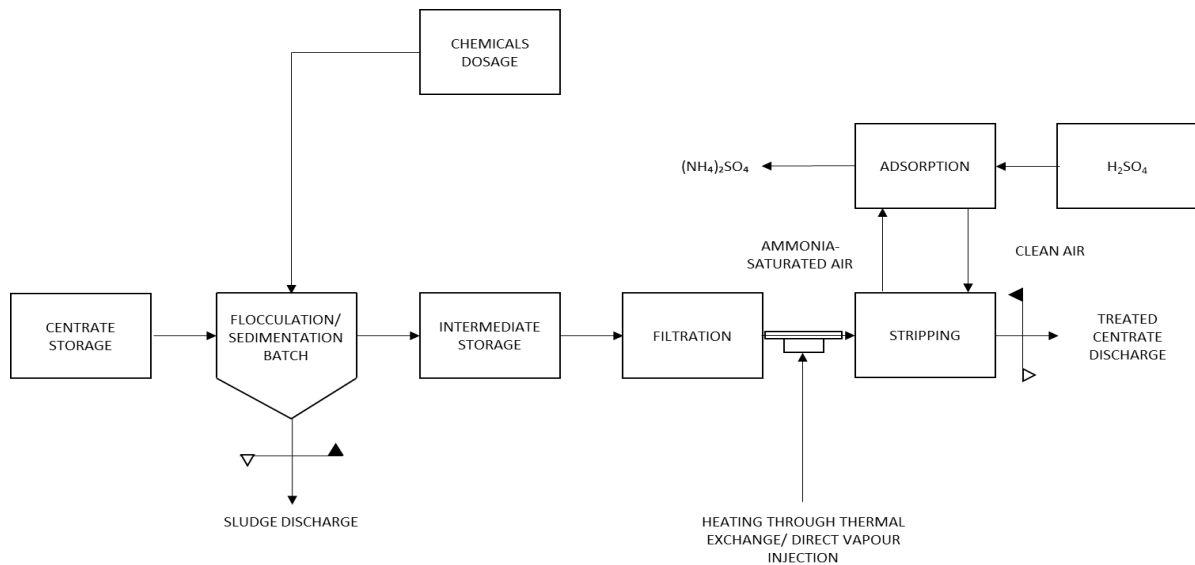 CHEMICALS
DOSAGE
(NH₄)₂SO₄
ADSORPTION
H₂SO₄
AMMONIA-
SATURATED AIR
CLEAN AIR
CENTRATE
STORAGE
FLOCCULATION/
SEDIMENTATION
BATCH
INTERMEDIATE
STORAGE
FILTRATION
STRIPPING
TREATED
CENTRATE
DISCHARGE
SLUDGE DISCHARGE
HEATING THROUGH THERMAL
EXCHANGE/ DIRECT VAPOUR
INJECTION